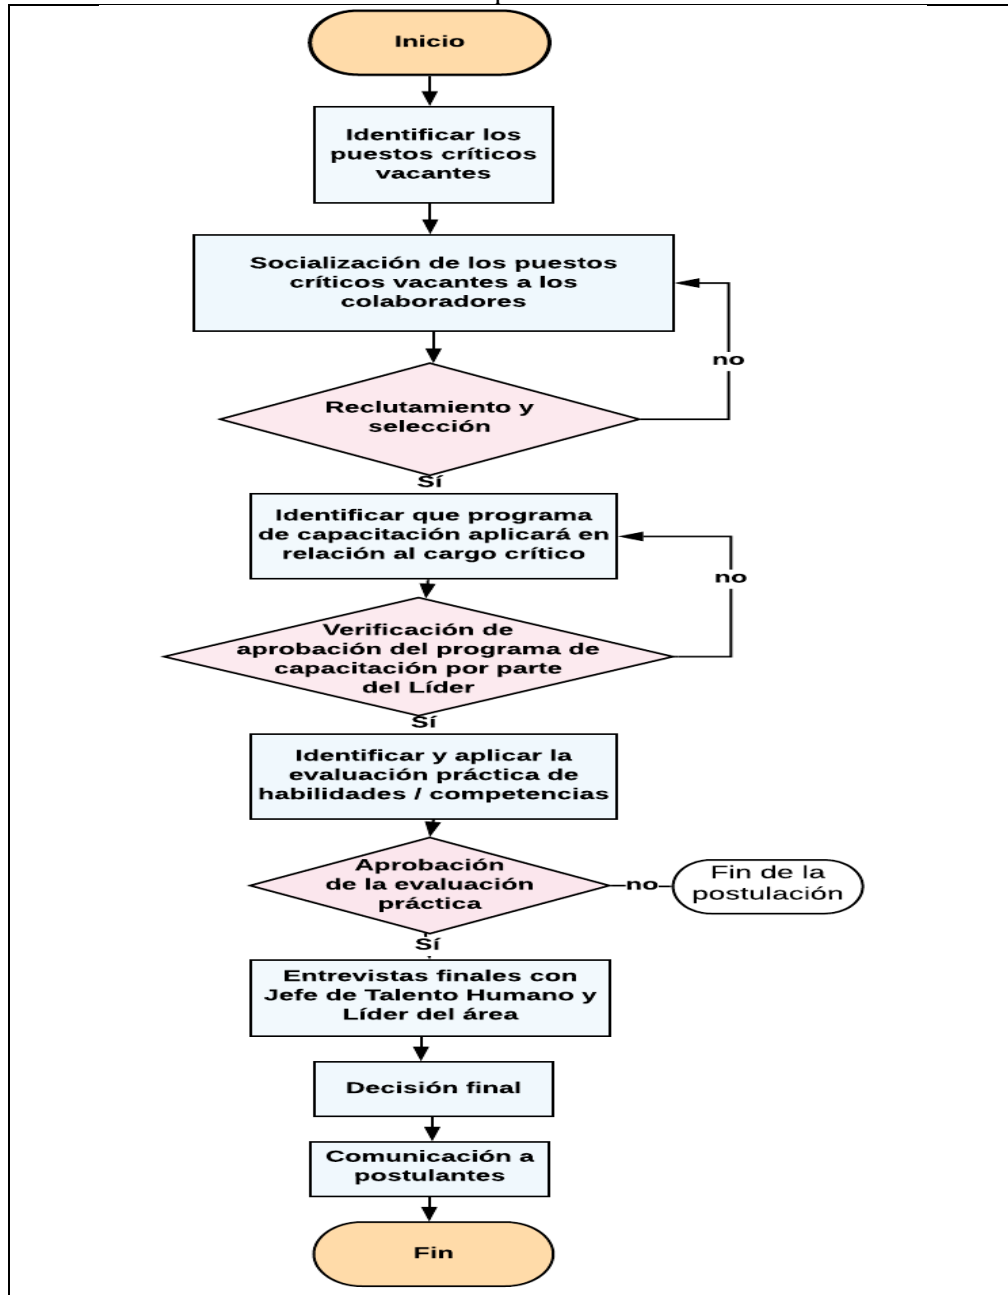 Inicio
Identificar los
puestos críticos
vacantes
Socialización de los puestos
críticos vacantes a los
colaboradores
no
Reclutamiento y
selección
Sí
Identificar que programa
de capacitación aplicará en
relación al cargo crítico
no
Verificación de
aprobación del programa de
capacitación por parte
del Líder
Sí
Identificar y aplicar la
evaluación práctica de
habilidades / competencias
Aprobación
de la evaluación
práctica
no
Fin de la
postulación
Sí
Entrevistas finales con
Jefe de Talento Humano y
Líder del área
Decisión final
Comunicación a
postulantes
Fin